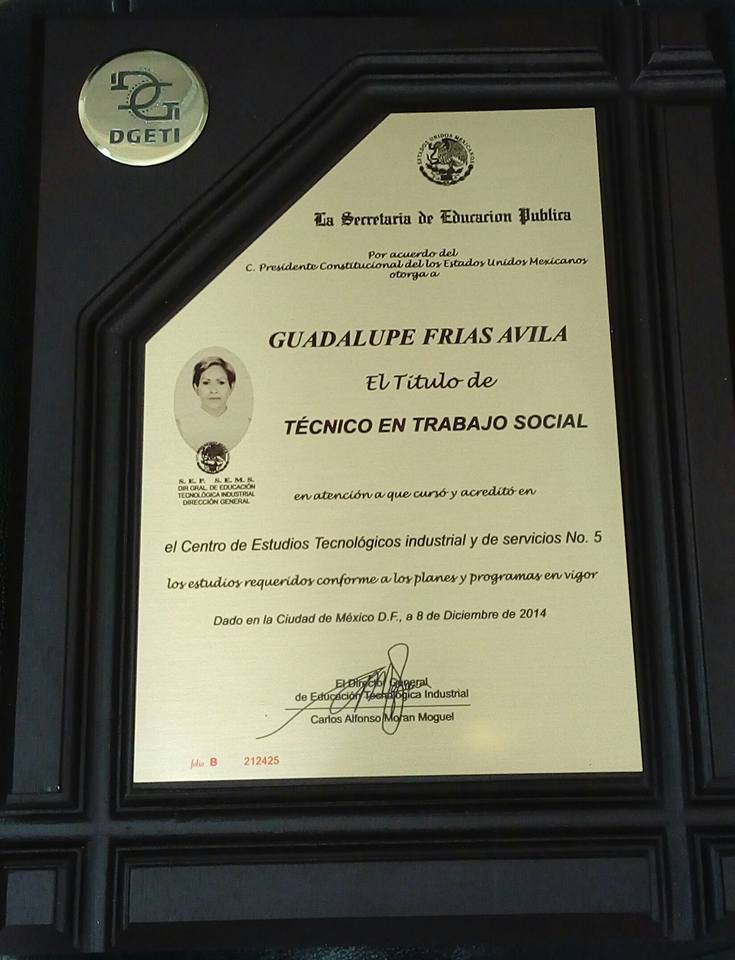 DGETI
ESTADOS UNIDOS MEXICANOS
La Secretaria de Educacion Publica
Por acuerdo del
C. Presidente Constitucional del los Estados Unidos Mexicanos
otorga a
GUADALUPE FRIAS AVILA
El Título de
TÉCNICO EN TRABAJO SOCIAL
S. E. P. S. E. M. S.
DIR GRAL. DE EDUCACIÓN
TECNOLÓGICA INDUSTRIAL
DIRECCIÓN GENERAL
en atención a que cursó y acreditó en
el Centro de Estudios Tecnológicos industrial y de servicios No. 5
los estudios requeridos conforme a los planes y programas en vigor
Dado en la Ciudad de México D.F., a 8 de Diciembre de 2014
El Director General
de Educación Tecnológica Industrial
Carlos Alfonso Moran Moguel
folio B 212425